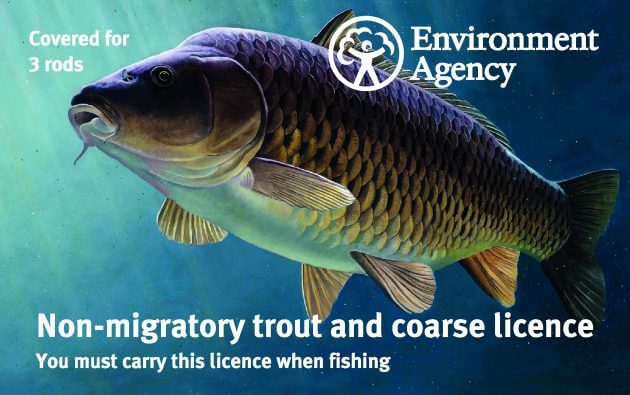 Covered for
3 rods
Environment
Agency
Non-migratory trout and coarse licence
You must carry this licence when fishing